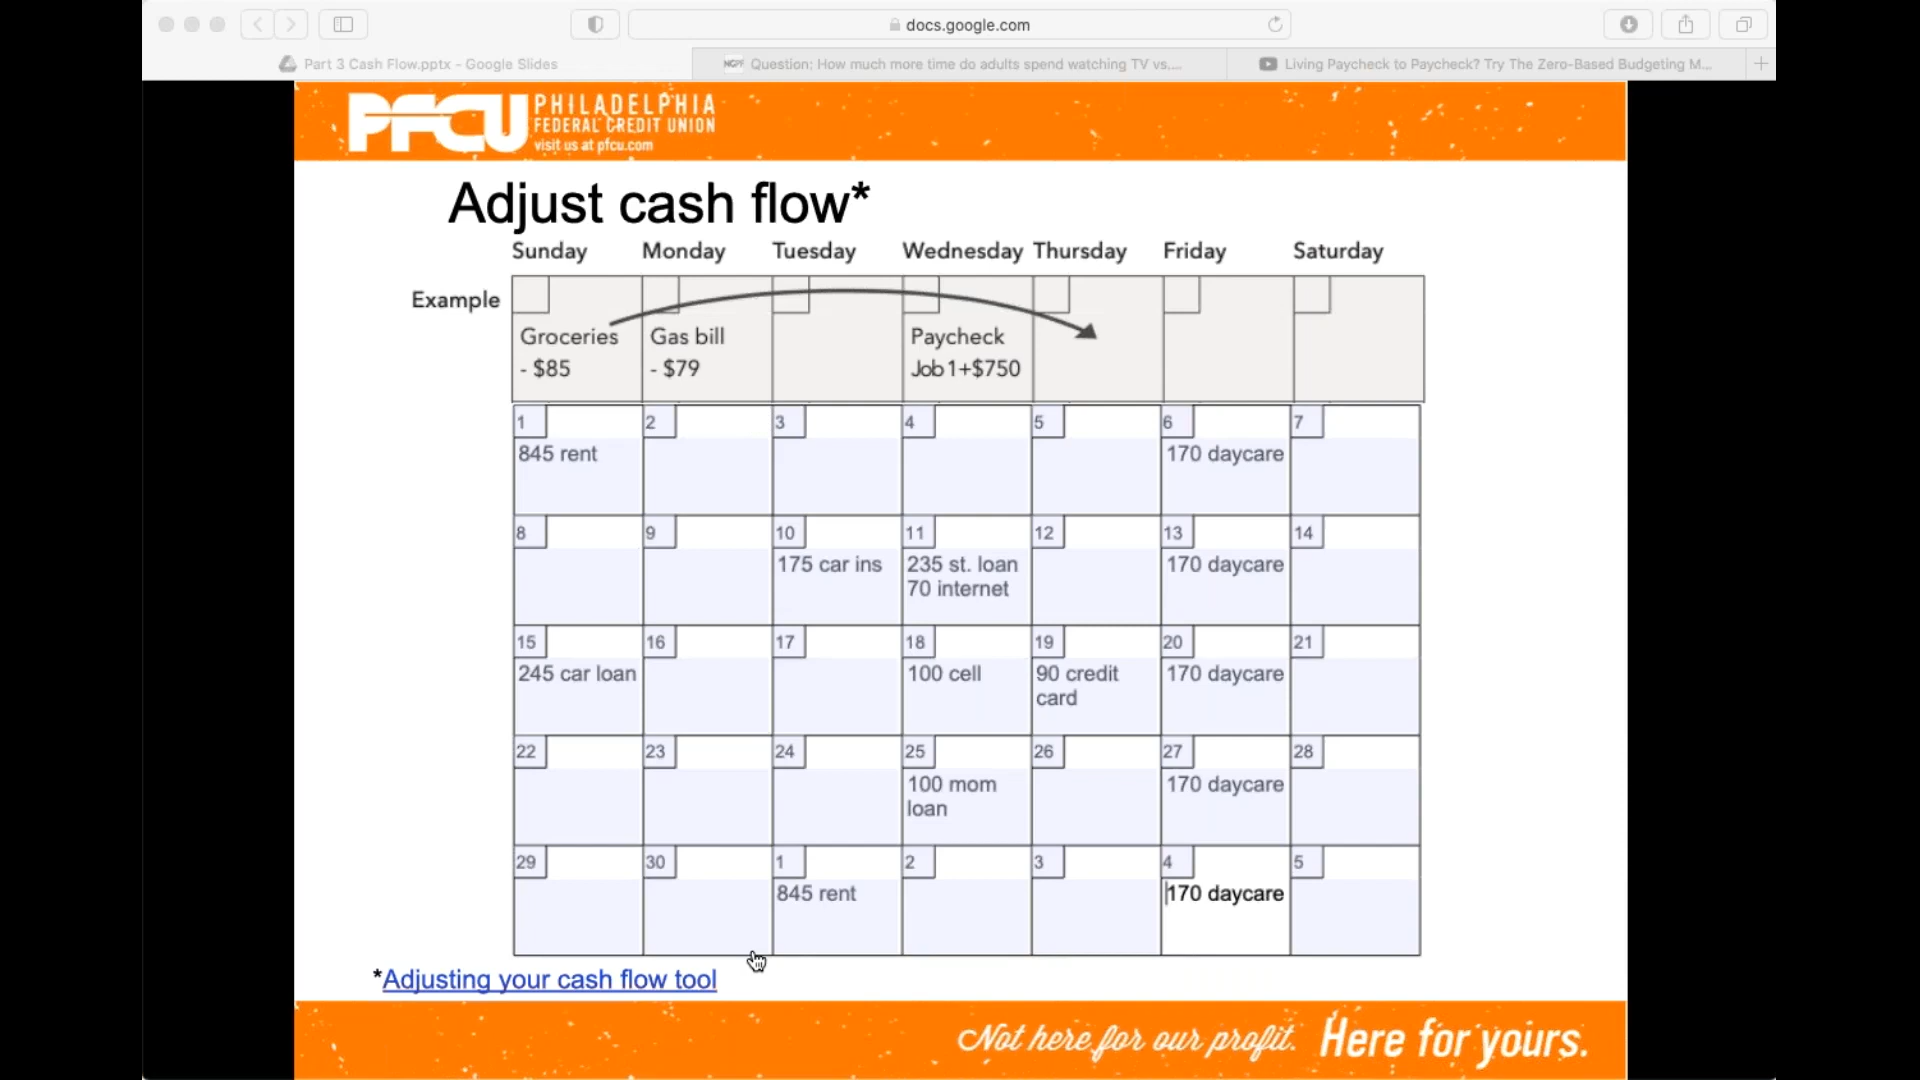 docs.google.com
Part 3 Cash Flow.pptx - Google Slides
NGPF Question: How much more time do adults spend watching TV vs....
Living Paycheck to Paycheck? Try The Zero-Based Budgeting M...
PFCU PHILADELPHIA
FEDERAL CREDIT UNION
visit us at pfcu.com
Adjust cash flow*
Sunday Monday Tuesday Wednesday Thursday Friday Saturday
Example
Groceries Gas bill Paycheck
- $85 - $79 Job 1+$750
1 2 3 4 5 6 7
845 rent 170 daycare
8 9 10 11 12 13 14
175 car ins 235 st. loan 170 daycare
70 internet
15 16 17 18 19 20 21
245 car loan 100 cell 90 credit 170 daycare
card
22 23 24 25 26 27 28
100 mom 170 daycare
loan
29 30 1 2 3 4 5
845 rent 170 daycare
*Adjusting your cash flow tool
Not here for our profit. Here for yours.